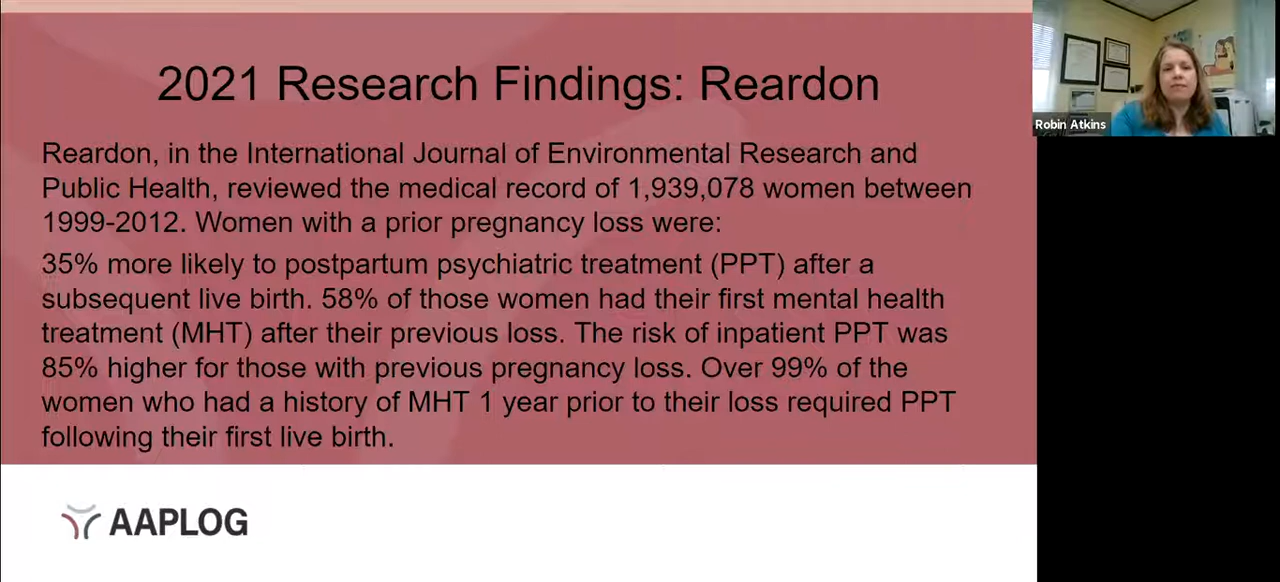 2021 Research Findings: Reardon
Reardon, in the International Journal of Environmental Research and
Public Health, reviewed the medical record of 1,939,078 women between
1999-2012. Women with a prior pregnancy loss were:
35% more likely to postpartum psychiatric treatment (PPT) after a
subsequent live birth. 58% of those women had their first mental health
treatment (MHT) after their previous loss. The risk of inpatient PPT was
85% higher for those with previous pregnancy loss. Over 99% of the
women who had a history of MHT 1 year prior to their loss required PPT
following their first live birth.
AAPLOG
Robin Atkins